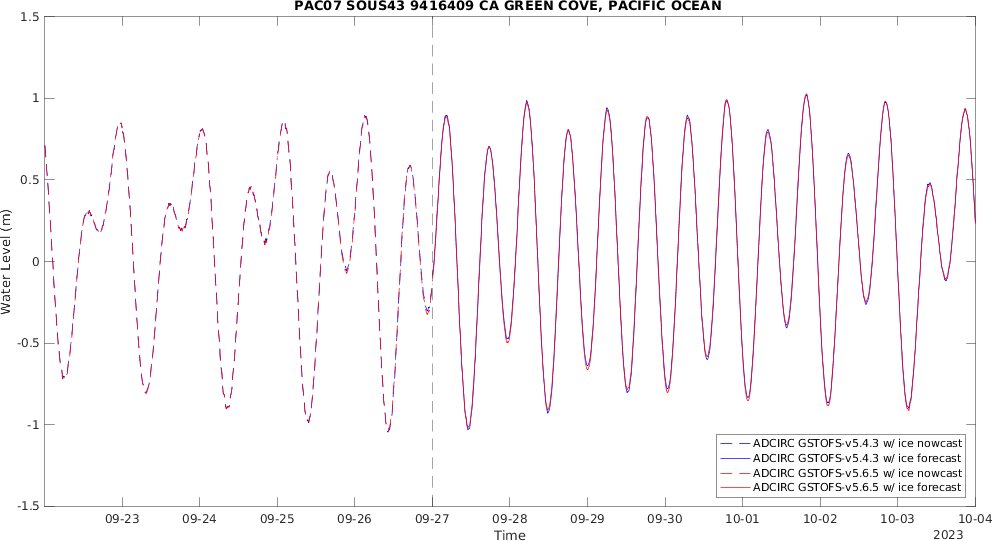 PAC07 SOUS43 9416409 CA GREEN COVE, PACIFIC OCEAN
1.5
1
0.5
0
-0.5
-1
-1.5
Water Level (m)
09-23 09-24 09-25 09-26 09-27 09-28 09-29 09-30 10-01 10-02 10-03 10-04
Time
2023
ADCIRC GSTOFS-v5.4.3 w/ ice nowcast
ADCIRC GSTOFS-v5.4.3 w/ ice forecast
ADCIRC GSTOFS-v5.6.5 w/ ice nowcast
ADCIRC GSTOFS-v5.6.5 w/ ice forecast